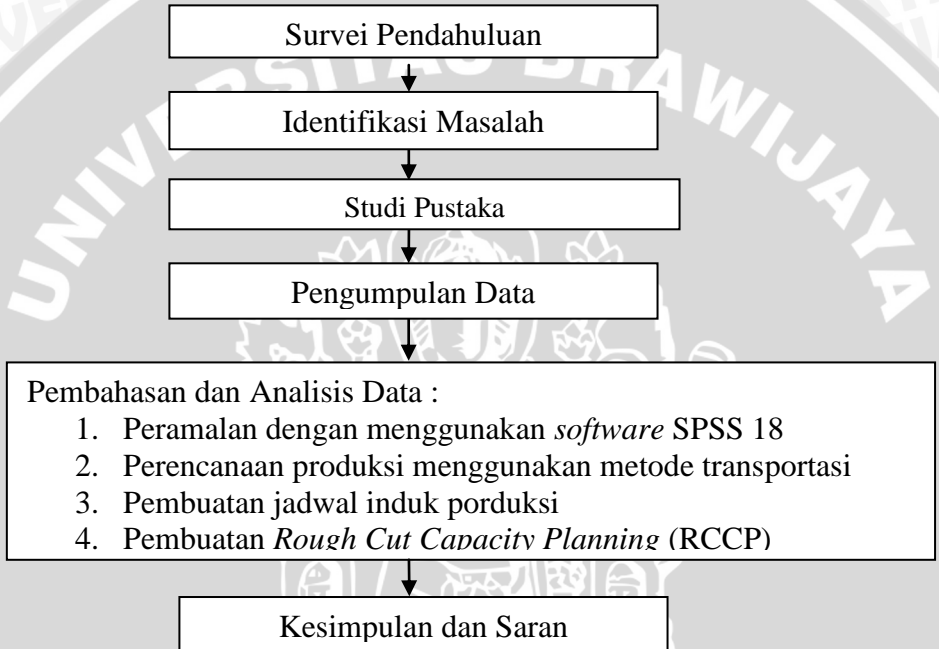 UNIVERSITAS BRAWIJAYA
Survei Pendahuluan
Identifikasi Masalah
Studi Pustaka
Pengumpulan Data
Pembahasan dan Analisis Data :
1. Peramalan dengan menggunakan software SPSS 18
2. Perencanaan produksi menggunakan metode transportasi
3. Pembuatan jadwal induk porduksi
4. Pembuatan Rough Cut Capacity Planning (RCCP)
Kesimpulan dan Saran